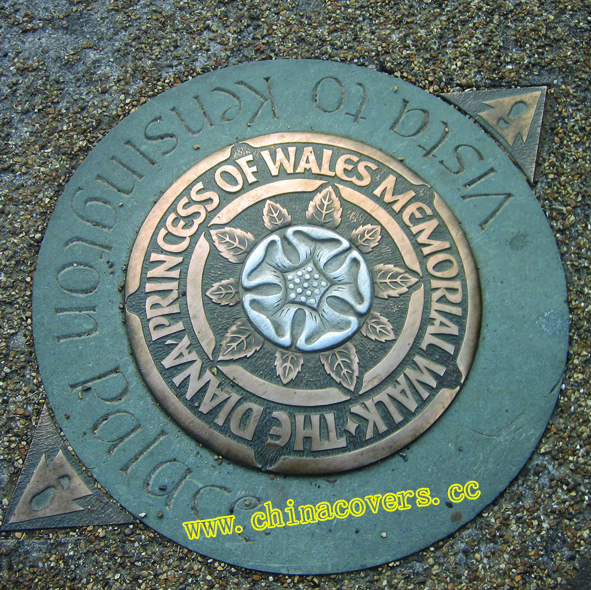 Vista to Kensington Palace
THE DIANA, PRINCESS OF WALES MEMORIAL WALK ·
www.chinacovers.cc